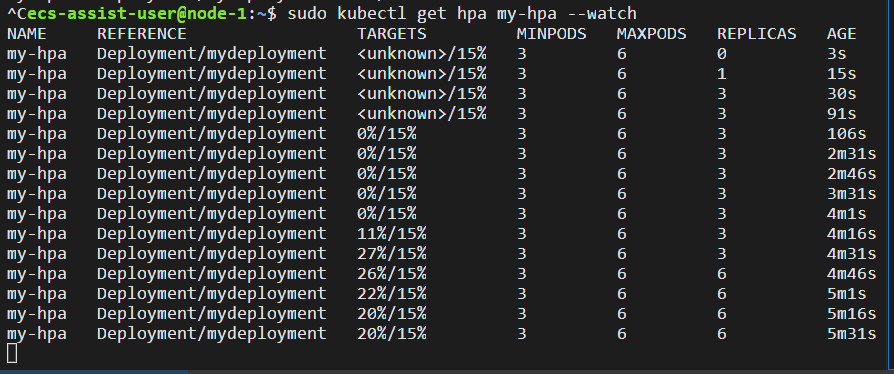 ^Cecs-assist-user@node-1:~$ sudo kubectl get hpa my-hpa --watch
NAME     REFERENCE                 TARGETS         MINPODS   MAXPODS   REPLICAS   AGE
my-hpa   Deployment/mydeployment   <unknown>/15%   3         6         0          3s
my-hpa   Deployment/mydeployment   <unknown>/15%   3         6         1          15s
my-hpa   Deployment/mydeployment   <unknown>/15%   3         6         3          30s
my-hpa   Deployment/mydeployment   <unknown>/15%   3         6         3          91s
my-hpa   Deployment/mydeployment   0%/15%          3         6         3          106s
my-hpa   Deployment/mydeployment   0%/15%          3         6         3          2m31s
my-hpa   Deployment/mydeployment   0%/15%          3         6         3          2m46s
my-hpa   Deployment/mydeployment   0%/15%          3         6         3          3m31s
my-hpa   Deployment/mydeployment   0%/15%          3         6         3          4m1s
my-hpa   Deployment/mydeployment   11%/15%         3         6         3          4m16s
my-hpa   Deployment/mydeployment   27%/15%         3         6         3          4m31s
my-hpa   Deployment/mydeployment   26%/15%         3         6         6          4m46s
my-hpa   Deployment/mydeployment   22%/15%         3         6         6          5m1s
my-hpa   Deployment/mydeployment   20%/15%         3         6         6          5m16s
my-hpa   Deployment/mydeployment   20%/15%         3         6         6          5m31s